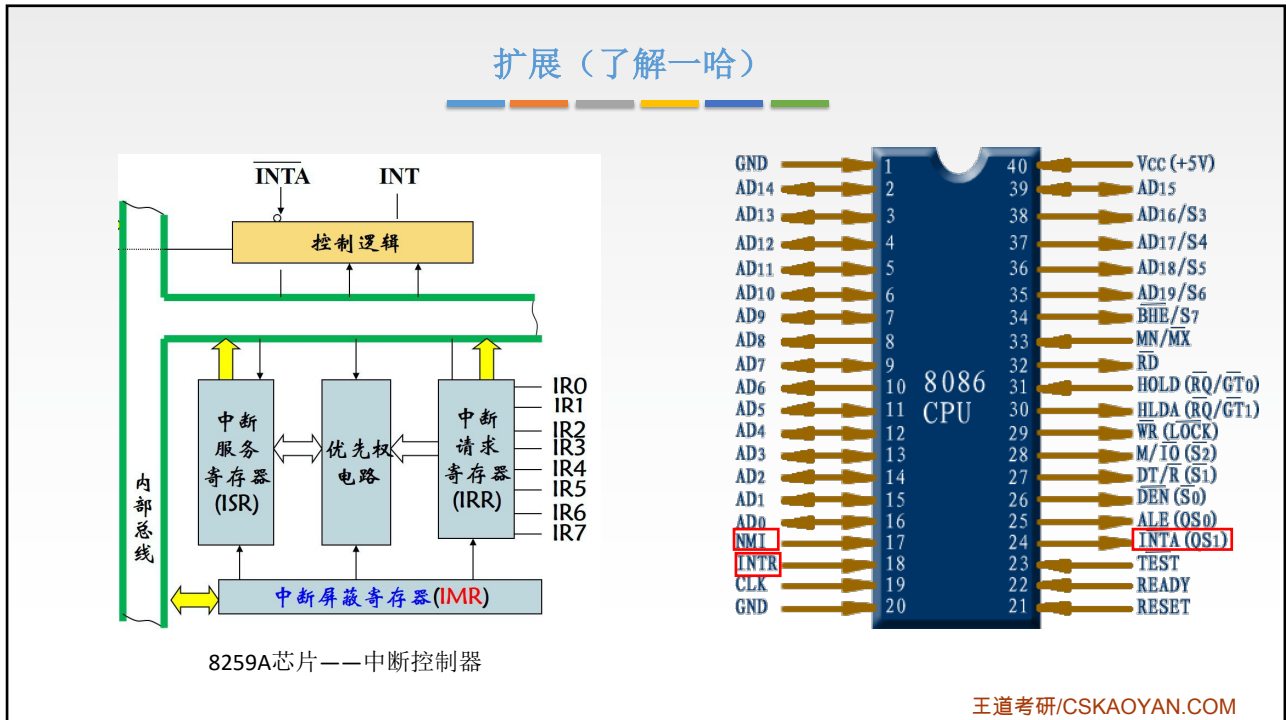 扩展（了解一哈）
INTA INT
控制逻辑
中断服务寄存器(ISR)
优先权电路
中断请求寄存器(IRR)
IR0
IR1
IR2
IR3
IR4
IR5
IR6
IR7
内部总线
中断屏蔽寄存器(IMR)
8259A芯片——中断控制器
8086
CPU
GND 1 40 Vcc (+5V)
AD14 2 39 AD15
AD13 3 38 AD16/S3
AD12 4 37 AD17/S4
AD11 5 36 AD18/S5
AD10 6 35 AD19/S6
AD9 7 34 BHE/S7
AD8 8 33 MN/MX
AD7 9 32 RD
AD6 10 31 HOLD (RQ/GT0)
AD5 11 30 HLDA (RQ/GT1)
AD4 12 29 WR (LOCK)
AD3 13 28 M/IO (S2)
AD2 14 27 DT/R (S1)
AD1 15 26 DEN (S0)
AD0 16 25 ALE (QS0)
NMI 17 24 INTA (QS1)
INTR 18 23 TEST
CLK 19 22 READY
GND 20 21 RESET
王道考研/CSKAOYAN.COM